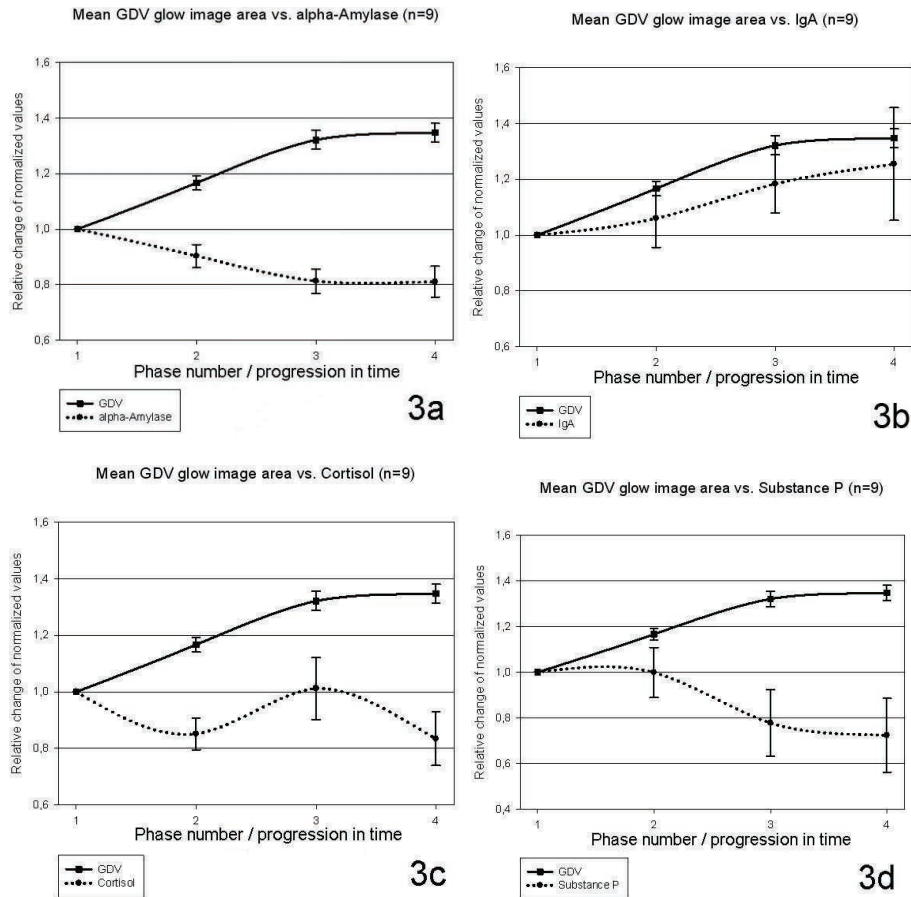 Mean GDV glow image area vs. alpha-Amylase (n=9)
Relative change of normalized values
1,6
1,4
1,2
1,0
0,8
0,6
1 2 3 4
Phase number / progression in time
GDV
alpha-Amylase
3a
Mean GDV glow image area vs. IgA (n=9)
Relative change of normalized values
1,6
1,4
1,2
1,0
0,8
0,6
1 2 3 4
Phase number / progression in time
GDV
IgA
3b
Mean GDV glow image area vs. Cortisol (n=9)
Relative change of normalized values
1,6
1,4
1,2
1,0
0,8
0,6
1 2 3 4
Phase number / progression in time
GDV
Cortisol
3c
Mean GDV glow image area vs. Substance P (n=9)
Relative change of normalized values
1,6
1,4
1,2
1,0
0,8
0,6
0,4
1 2 3 4
Phase number / progression in time
GDV
Substance P
3d